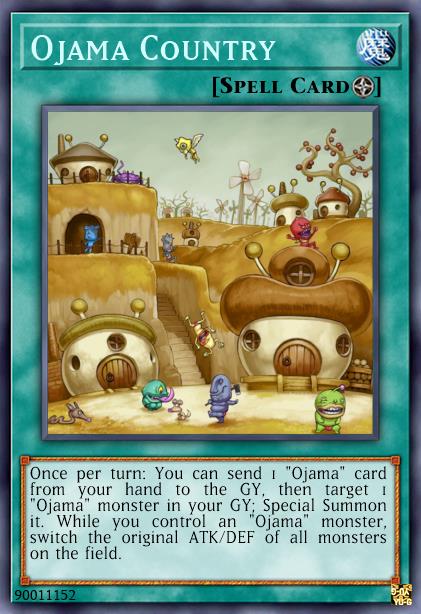 Ojama Country
魔
[Spell Card]
Once per turn: You can send 1 "Ojama" card
from your hand to the GY, then target 1
"Ojama" monster in your GY; Special Summon
it. While you control an "Ojama" monster,
switch the original ATK/DEF of all monsters
on the field.
90011152